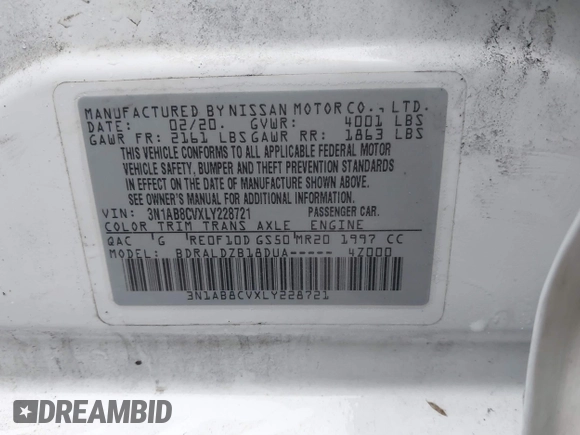 MANUFACTURED BY NISSAN MOTOR CO., LTD.
DATE: 02/20. GVWR: 4001 LBS
GAWR FR: 2161 LBS GAWR RR: 1863 LBS
THIS VEHICLE CONFORMS TO ALL APPLICABLE FEDERAL MOTOR
VEHICLE SAFETY, BUMPER AND THEFT PREVENTION STANDARDS
IN EFFECT ON THE DATE OF MANUFACTURE SHOWN ABOVE.
SEE OWNER'S MANUAL FOR ADDITIONAL INFORMATION.
VIN: 3N1AB8CVXLY228721 PASSENGER CAR.
COLOR TRIM TRANS AXLE ENGINE
QAC G RE0F10D GS50 MR20 1997 CC
MODEL: BDRALDZB18DUA----- 4Z000
3N1AB8CVXLY228721
DREAMBID